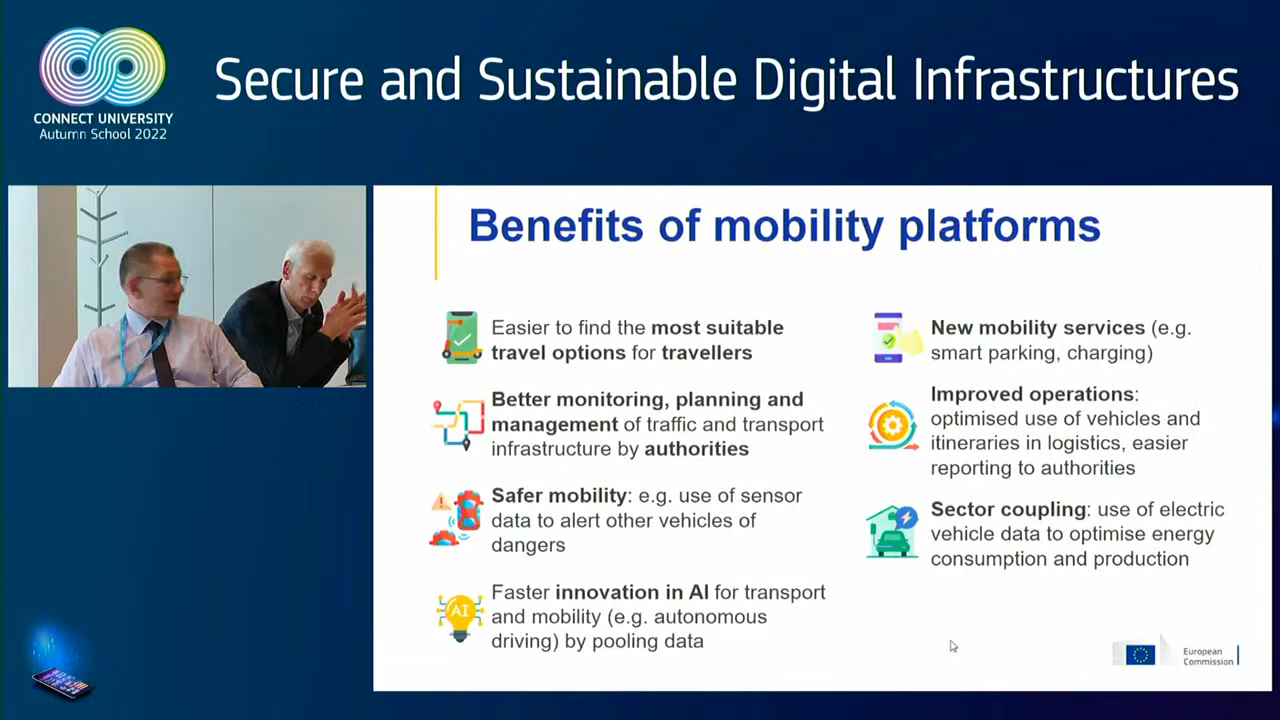 CONNECT UNIVERSITY
Autumn School 2022
Secure and Sustainable Digital Infrastructures
Benefits of mobility platforms
Easier to find the most suitable
travel options for travellers
Better monitoring, planning and
management of traffic and transport
infrastructure by authorities
Safer mobility: e.g. use of sensor
data to alert other vehicles of
dangers
AI
Faster innovation in AI for transport
and mobility (e.g. autonomous
driving) by pooling data
New mobility services (e.g.
smart parking, charging)
Improved operations:
optimised use of vehicles and
itineraries in logistics, easier
reporting to authorities
Sector coupling: use of electric
vehicle data to optimise energy
consumption and production
European
Commission